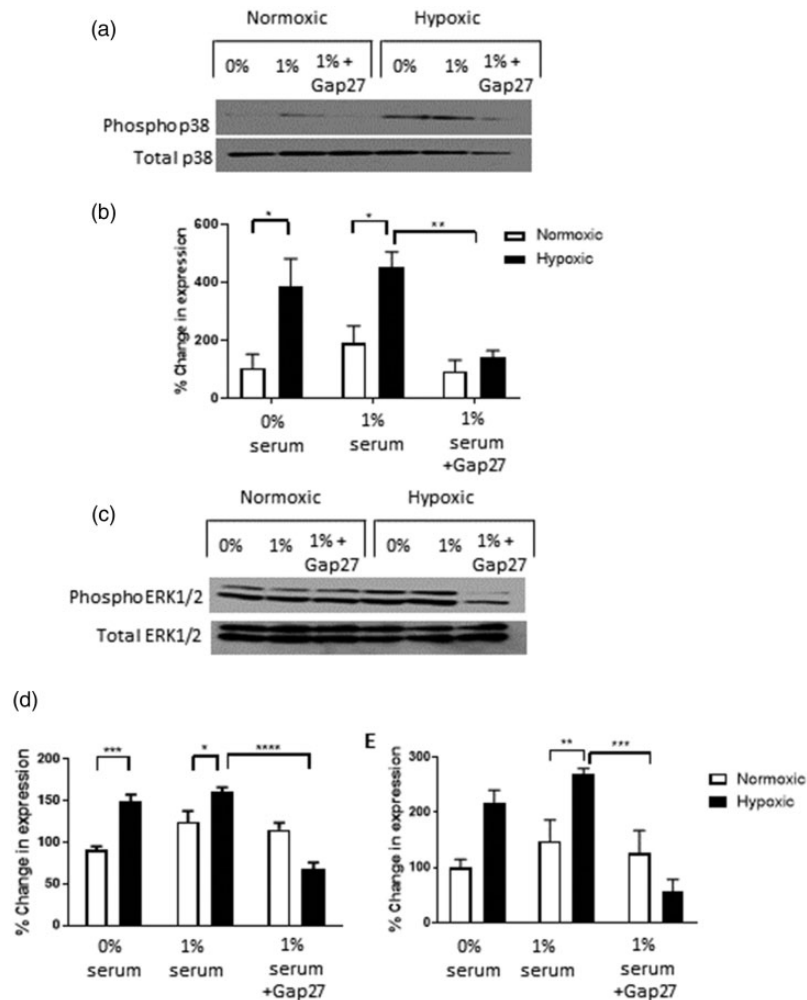 (a)
Normoxic Hypoxic
0% 1% 1% + Gap27 0% 1% 1% + Gap27
Phospho p38
Total p38
(b)
% Change in expression
600
400
200
0
* * **
Normoxic
Hypoxic
0% serum
1% serum
1% serum +Gap27
(c)
Normoxic Hypoxic
0% 1% 1% + Gap27 0% 1% 1% + Gap27
PhosphoERK1/2
Total ERK1/2
(d)
% Change in expression
200
150
100
50
0
*** * ****
0% serum
1% serum
1% serum +Gap27
E
% Change in expression
300
200
100
0
** ***
Normoxic
Hypoxic
0% serum
1% serum
1% serum +Gap27